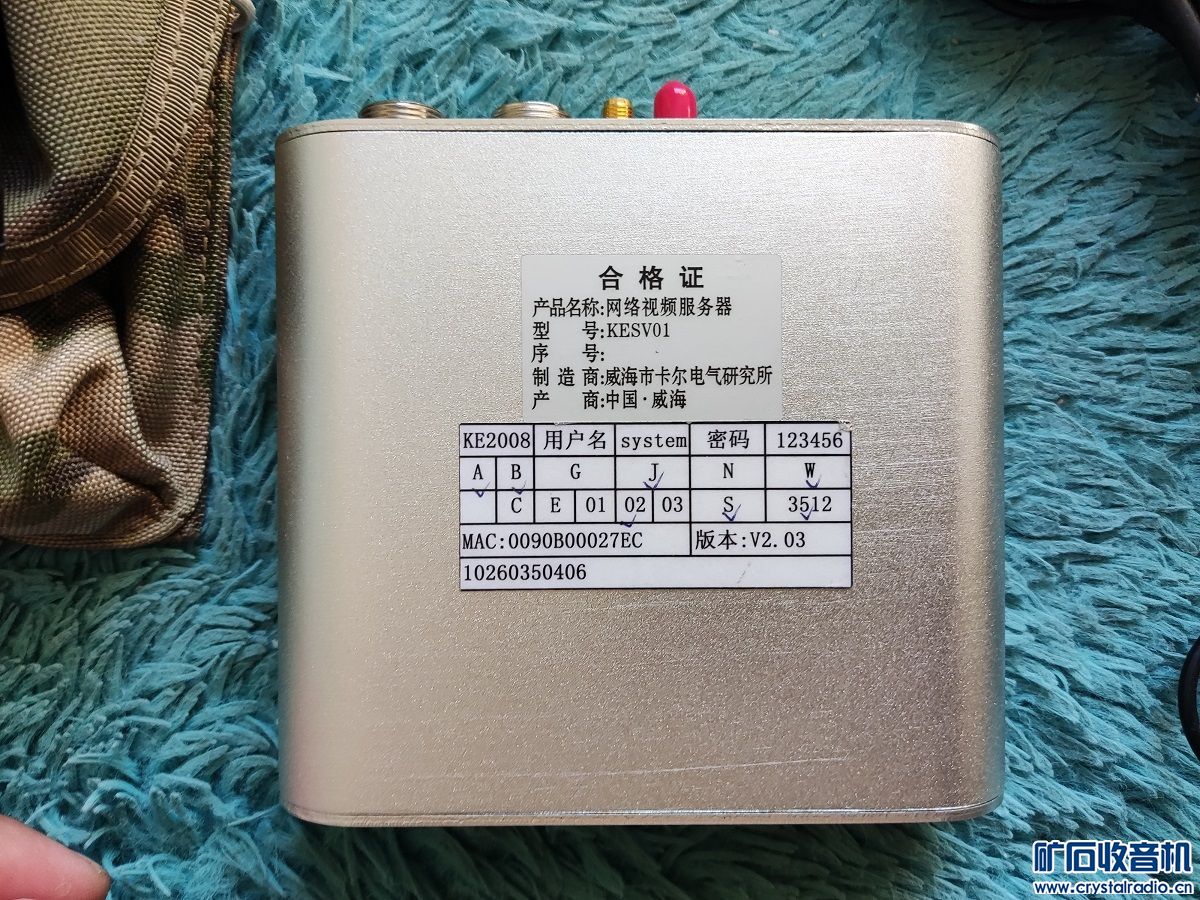 合格证
产品名称:网络视频服务器
型 号:KESV01
序 号:
制造商:威海市卡尔电气研究所
产 商:中国·威海
KE2008 用户名 system 密码 123456
A B G J N W
C E 01 02 03 S 3512
MAC:0090B00027EC 版本:V2.03
10260350406
矿石收音机
www.crystalradio.cn